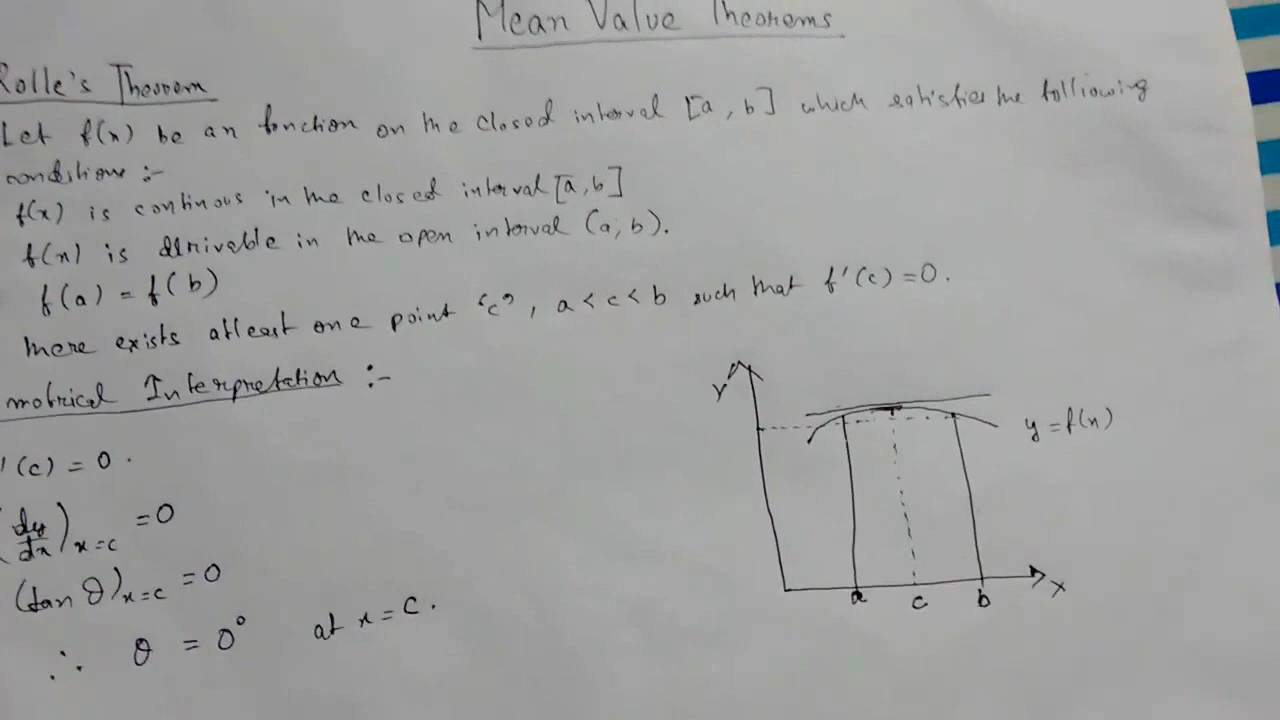 Mean Value Theorems
Rolle's Theorem
Let f(x) be an function on the closed interval [a, b] which satisfies the following
conditions :-
f(x) is continous in the closed interval [a, b]
f(x) is derivable in the open interval (a, b).
f(a) = f(b)
there exists atleast one point 'c', a < c < b such that f'(c) = 0.
metrical Interpretation :-
'(c) = 0.
(dy/dx)x=c = 0
(tan θ)x=c = 0
∴ θ = 0° at x = c.
Y
y = f(x)
a c b X